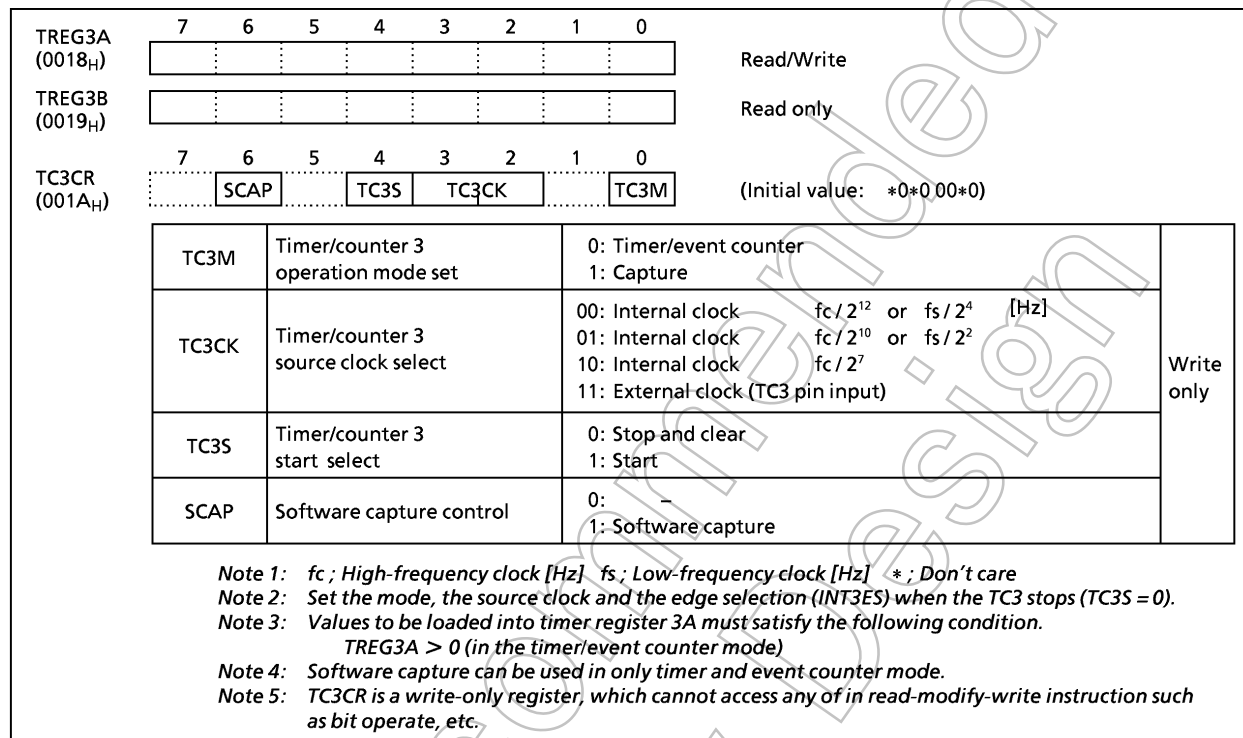 7 6 5 4 3 2 1 0
TREG3A
(0018H)
Read/Write
TREG3B
(0019H)
Read only
7 6 5 4 3 2 1 0
TC3CR
(001AH)
SCAP TC3S TC3CK TC3M
(Initial value: *0*0 00*0)
TC3M
Timer/counter 3
operation mode set
0: Timer/event counter
1: Capture
TC3CK
Timer/counter 3
source clock select
00: Internal clock fc / 2¹² or fs / 2⁴ [Hz]
01: Internal clock fc / 2¹⁰ or fs / 2²
10: Internal clock fc / 2⁷
11: External clock (TC3 pin input)
Write
only
TC3S
Timer/counter 3
start select
0: Stop and clear
1: Start
SCAP
Software capture control
0: –
1: Software capture
Note 1: fc ; High-frequency clock [Hz] fs ; Low-frequency clock [Hz] * ; Don't care
Note 2: Set the mode, the source clock and the edge selection (INT3ES) when the TC3 stops (TC3S = 0).
Note 3: Values to be loaded into timer register 3A must satisfy the following condition.
TREG3A > 0 (in the timer/event counter mode)
Note 4: Software capture can be used in only timer and event counter mode.
Note 5: TC3CR is a write-only register, which cannot access any of in read-modify-write instruction such
as bit operate, etc.